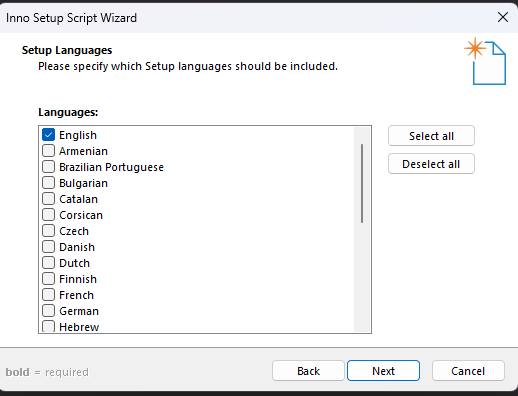 Inno Setup Script Wizard
Setup Languages
Please specify which Setup languages should be included.
Languages:
English
Armenian
Brazilian Portuguese
Bulgarian
Catalan
Corsican
Czech
Danish
Dutch
Finnish
French
German
Hebrew
Select all
Deselect all
bold = required
Back
Next
Cancel